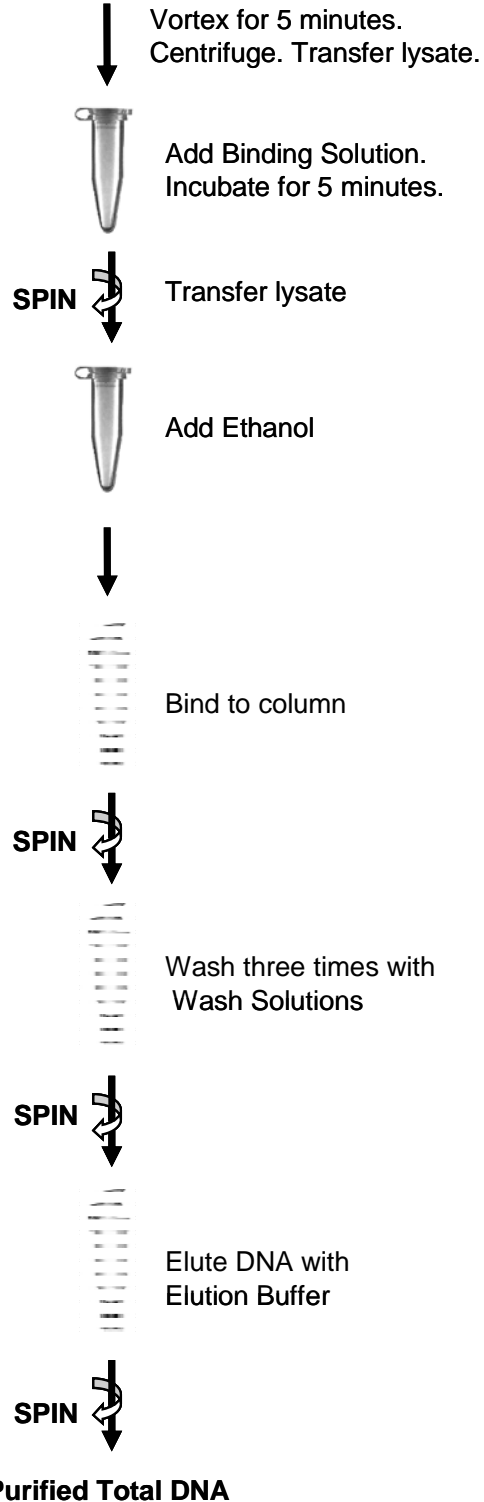 Vortex for 5 minutes.
Centrifuge. Transfer lysate.
Add Binding Solution.
Incubate for 5 minutes.
SPIN
Transfer lysate
Add Ethanol
Bind to column
SPIN
Wash three times with
Wash Solutions
SPIN
Elute DNA with
Elution Buffer
SPIN
Purified Total DNA